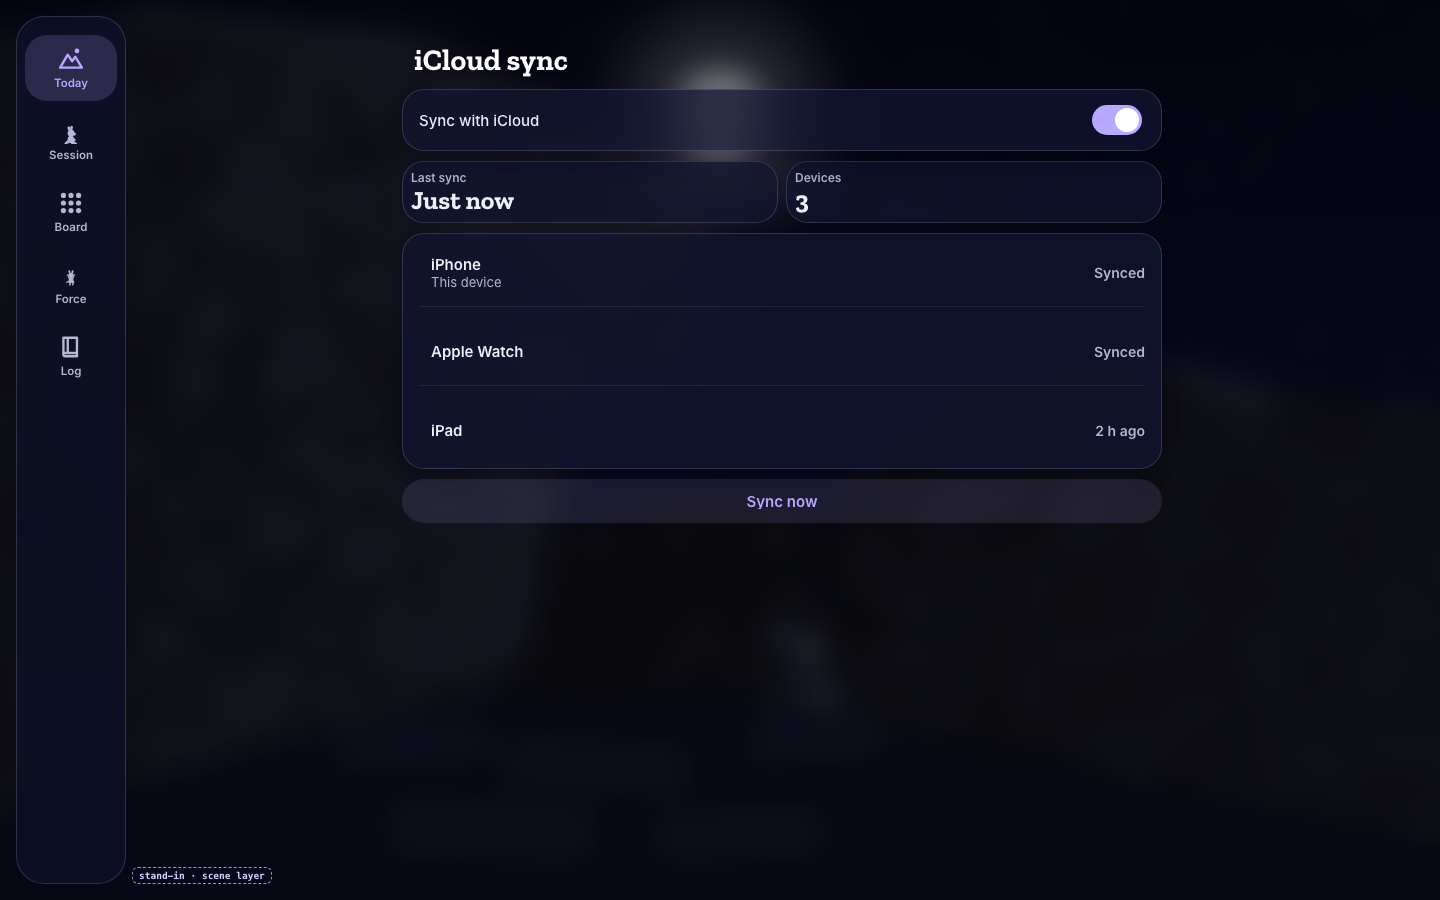 Today
Session
Board
Force
Log
iCloud sync
Sync with iCloud
Last sync
Just now
Devices
3
iPhone
This device
Synced
Apple Watch
Synced
iPad
2 h ago
Sync now
stand-in · scene layer